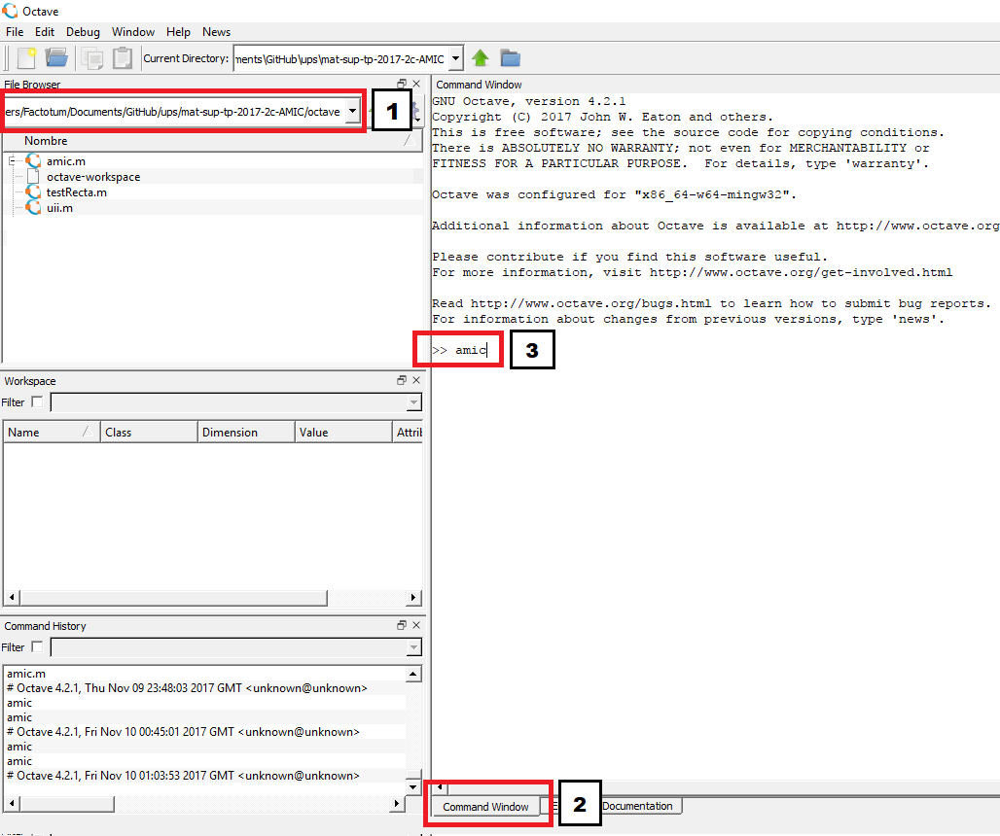 Octave
File Edit Debug Window Help News
Current Directory: ments\GitHub\ups\mat-sup-tp-2017-2c-AMIC
File Browser
ers/Factotum/Documents/GitHub/ups/mat-sup-tp-2017-2c-AMIC/octave
1
Nombre
amic.m
octave-workspace
testRecta.m
uii.m
Workspace
Filter
Name Class Dimension Value Attrib
Command History
Filter
amic.m
# Octave 4.2.1, Thu Nov 09 23:48:03 2017 GMT <unknown@unknown>
amic
amic
# Octave 4.2.1, Fri Nov 10 00:45:01 2017 GMT <unknown@unknown>
amic
amic
# Octave 4.2.1, Fri Nov 10 01:03:53 2017 GMT <unknown@unknown>
Command Window
GNU Octave, version 4.2.1
Copyright (C) 2017 John W. Eaton and others.
This is free software; see the source code for copying conditions.
There is ABSOLUTELY NO WARRANTY; not even for MERCHANTABILITY or
FITNESS FOR A PARTICULAR PURPOSE.  For details, type 'warranty'.
Octave was configured for "x86_64-w64-mingw32".
Additional information about Octave is available at http://www.octave.org
Please contribute if you find this software useful.
For more information, visit http://www.octave.org/get-involved.html
Read http://www.octave.org/bugs.html to learn how to submit bug reports.
For information about changes from previous versions, type 'news'.
>> amic
3
Command Window
2
Documentation